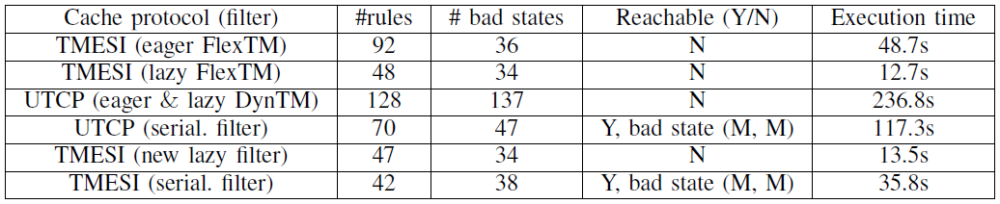 Cache protocol (filter) #rules # bad states Reachable (Y/N) Execution time
TMESI (eager FlexTM) 92 36 N 48.7s
TMESI (lazy FlexTM) 48 34 N 12.7s
UTCP (eager & lazy DynTM) 128 137 N 236.8s
UTCP (serial. filter) 70 47 Y, bad state (M, M) 117.3s
TMESI (new lazy filter) 47 34 N 13.5s
TMESI (serial. filter) 42 38 Y, bad state (M, M) 35.8s